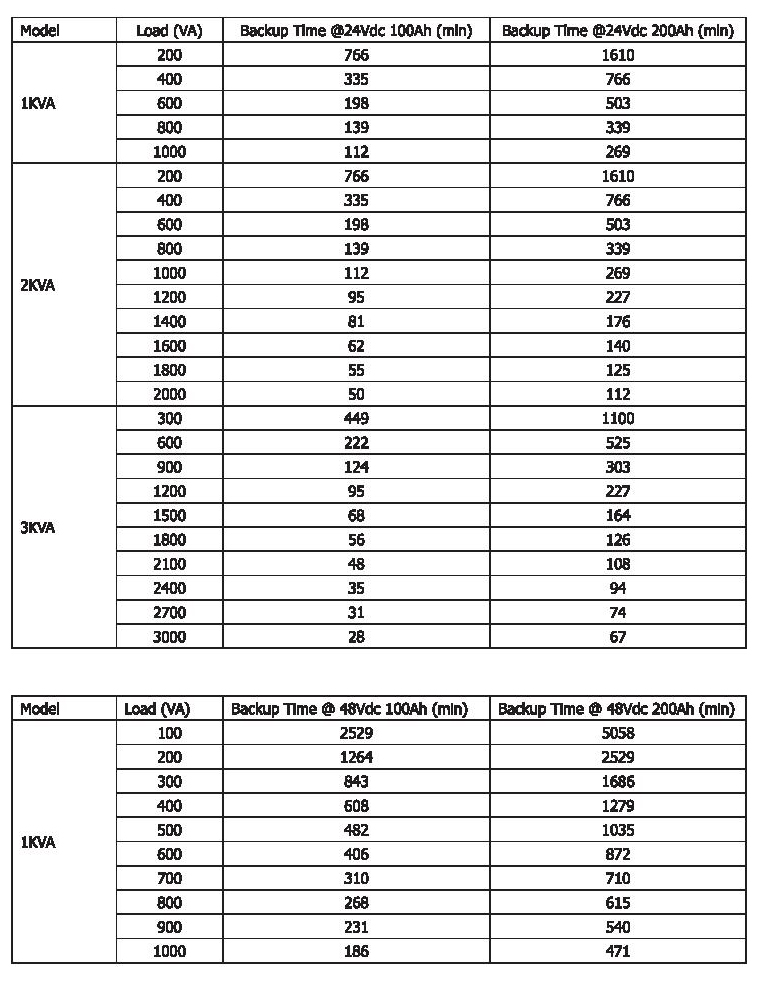 Model Load (VA) Backup Time @24Vdc 100Ah (min) Backup Time @24Vdc 200Ah (min)
200 766 1610
400 335 766
1KVA 600 198 503
800 139 339
1000 112 269
200 766 1610
400 335 766
600 198 503
800 139 339
2KVA 1000 112 269
1200 95 227
1400 81 176
1600 62 140
1800 55 125
2000 50 112
300 449 1100
600 222 525
900 124 303
1200 95 227
3KVA 1500 68 164
1800 56 126
2100 48 108
2400 35 94
2700 31 74
3000 28 67
Model Load (VA) Backup Time @ 48Vdc 100Ah (min) Backup Time @ 48Vdc 200Ah (min)
100 2529 5058
200 1264 2529
300 843 1686
400 608 1279
1KVA 500 482 1035
600 406 872
700 310 710
800 268 615
900 231 540
1000 186 471